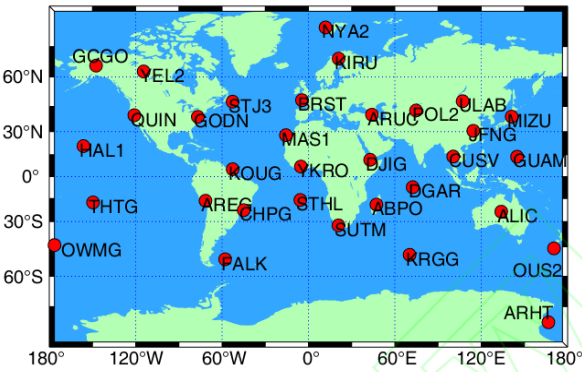 NYA2
GCGO
KIRU
YEL2
60°N
STJ3
BRST
POL2
ULAB
QUIN
GODN
ARUC
MIZU
30°N
MAS1
JFNG
HAL1
GUAM
CUSV
DJIG
YKRO
KOUG
0°
DGAR
THTG
AREG
STHL
ABPO
CHPG
ALIC
30°S
SUTM
OWMG
KRGG
FALK
OUS2
60°S
ARHT
180° 120°W 60°W 0° 60°E 120°E 180°